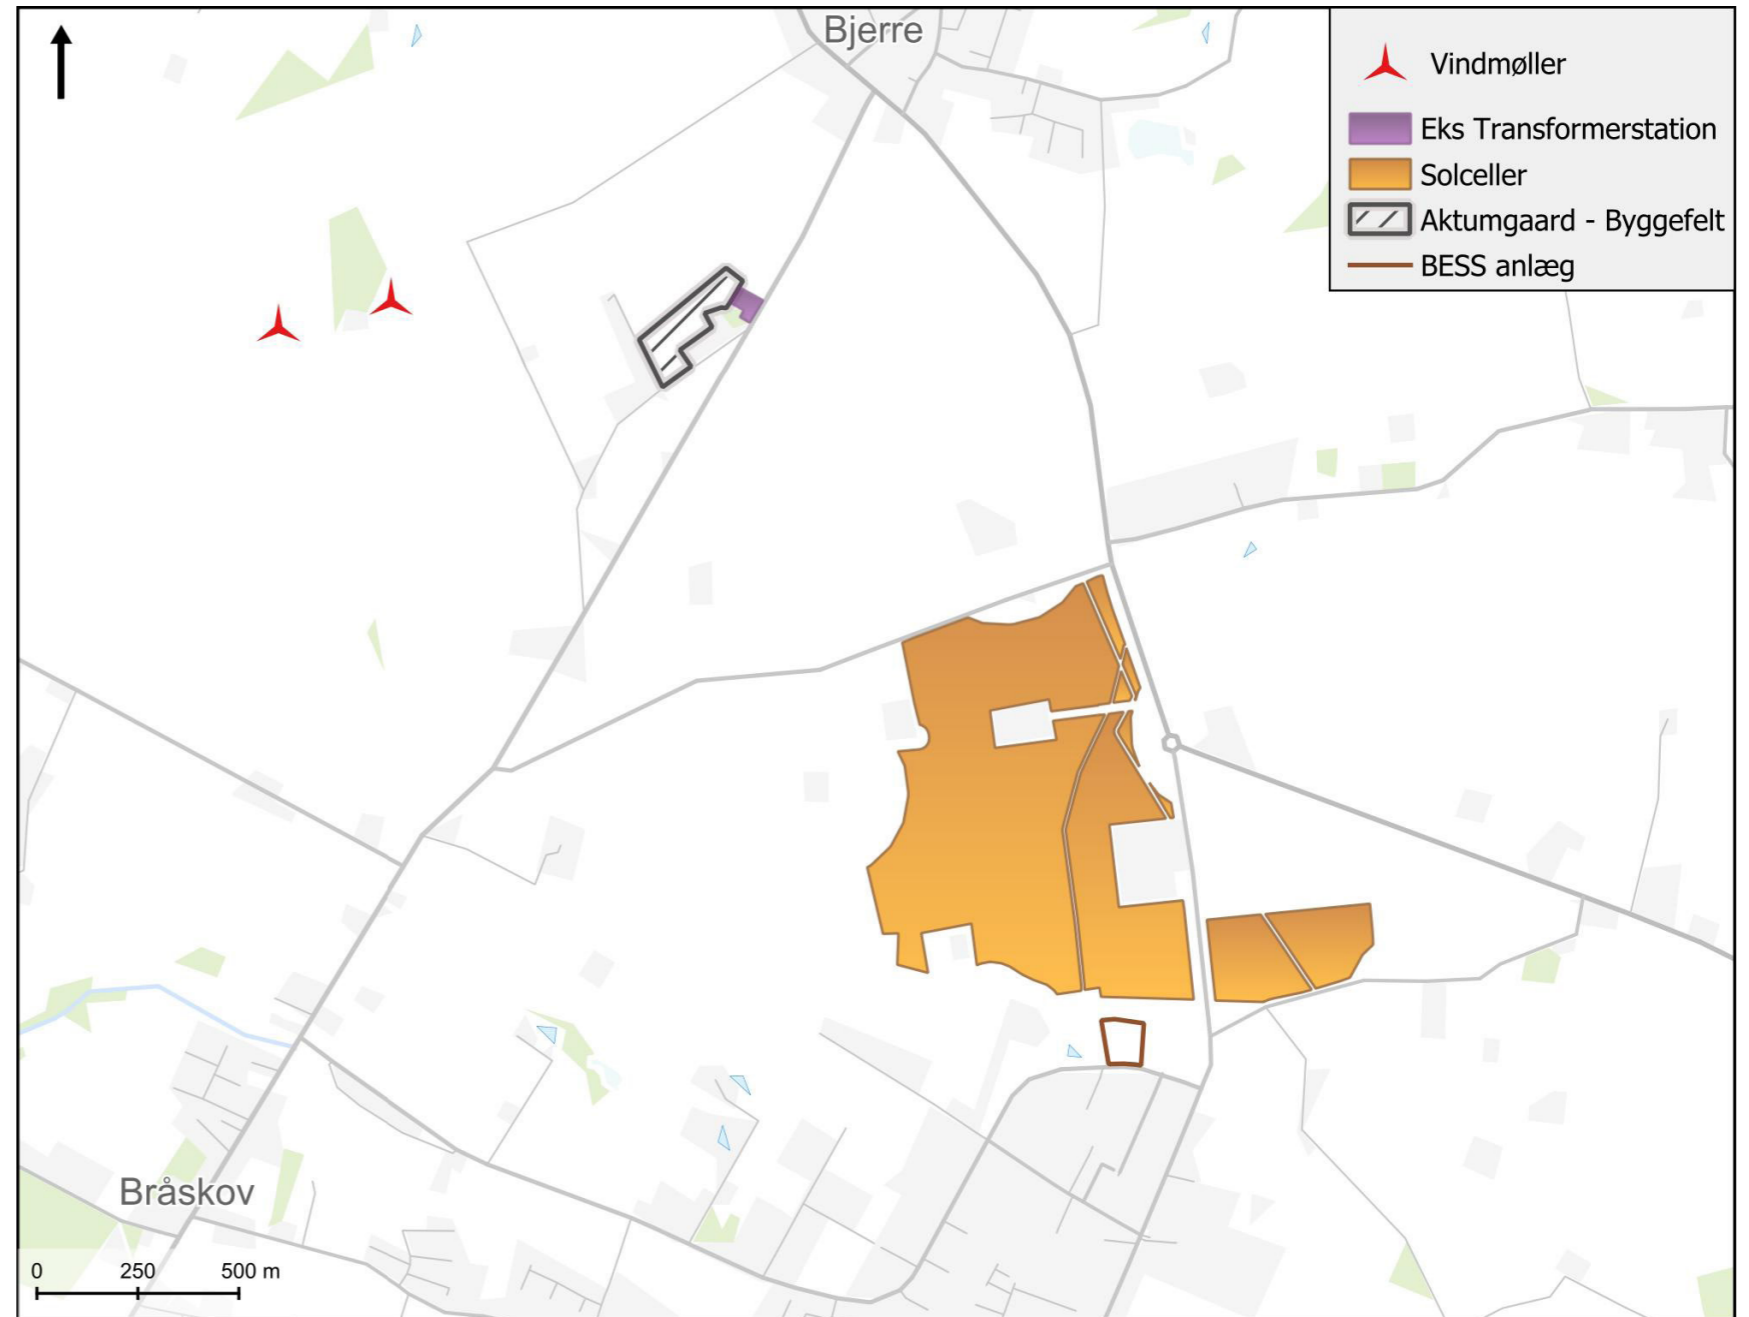 Bjerre
Vindmøller
Eks Transformerstation
Solceller
Aktumgaard - Byggefelt
BESS anlæg
Bråskov
0 250 500 m